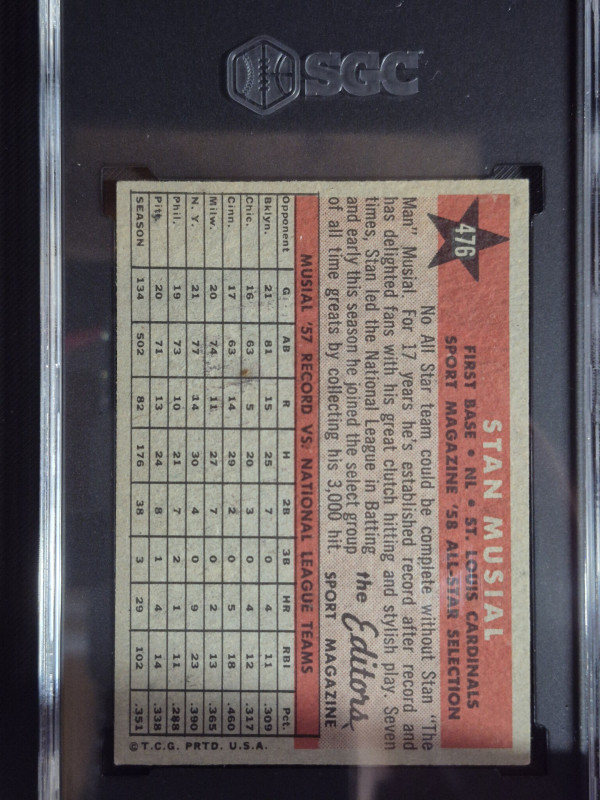 SGC
476
STAN MUSIAL
FIRST BASE • NL • ST. LOUIS CARDINALS
SPORT MAGAZINE '58 ALL-STAR SELECTION
No All Star team could be complete without Stan "The
Man" Musial. For 17 years he's established record after record and
has delighted fans with his great clutch hitting and stylish play. Seven
times, Stan led the National League in Batting
and early this season he joined the select group
of all time greats by collecting his 3,000 hit.
the Editors
SPORT MAGAZINE
MUSIAL '57 RECORD VS. NATIONAL LEAGUE TEAMS
Opponent G AB R H 2B 3B HR RBI Pct.
Bklyn. 21 81 15 25 7 0 4 11 .309
Chic. 16 63 5 20 3 0 4 12 .317
Cinn. 17 63 14 29 2 0 5 18 .460
Milw. 20 74 11 27 7 0 2 13 .365
N. Y. 21 77 14 30 4 0 9 23 .390
Phil. 19 73 10 21 7 2 1 11 .288
Pitt. 20 71 13 24 8 1 4 14 .338
SEASON 134 502 82 176 38 3 29 102 .351
© T.C.G. PRTD. U.S.A.